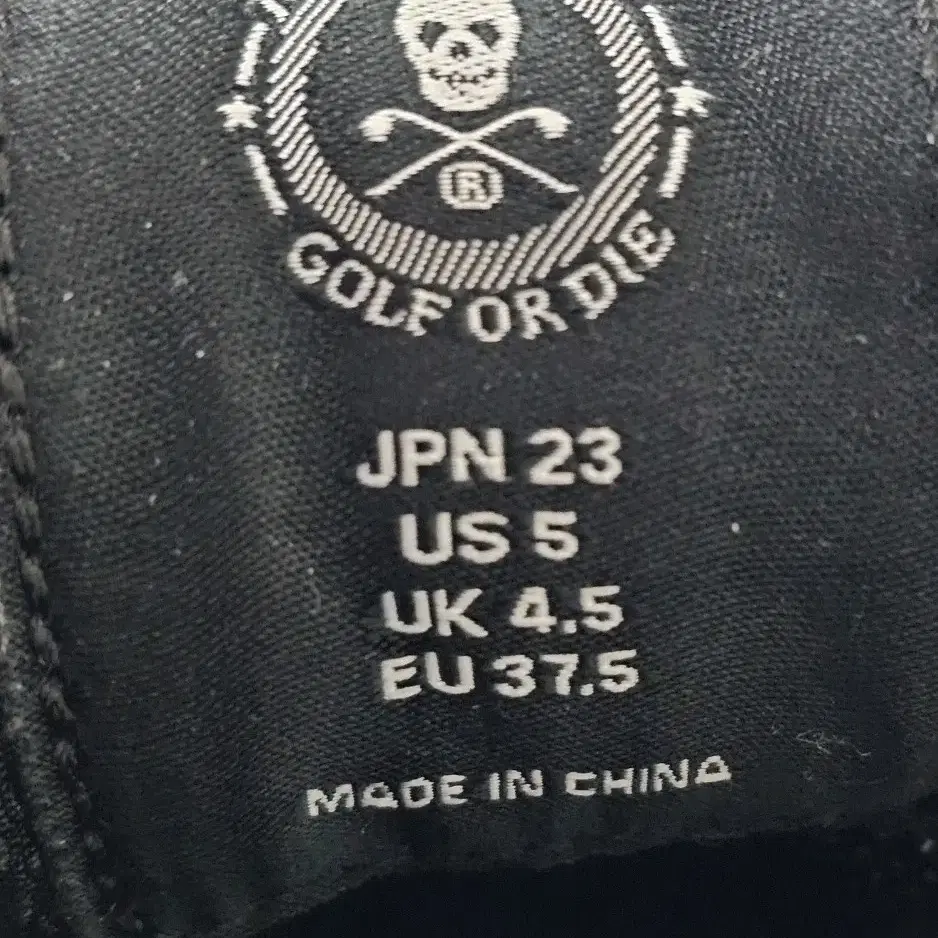 ®
GOLF OR DIE
JPN 23
US 5
UK 4.5
EU 37.5
MADE IN CHINA